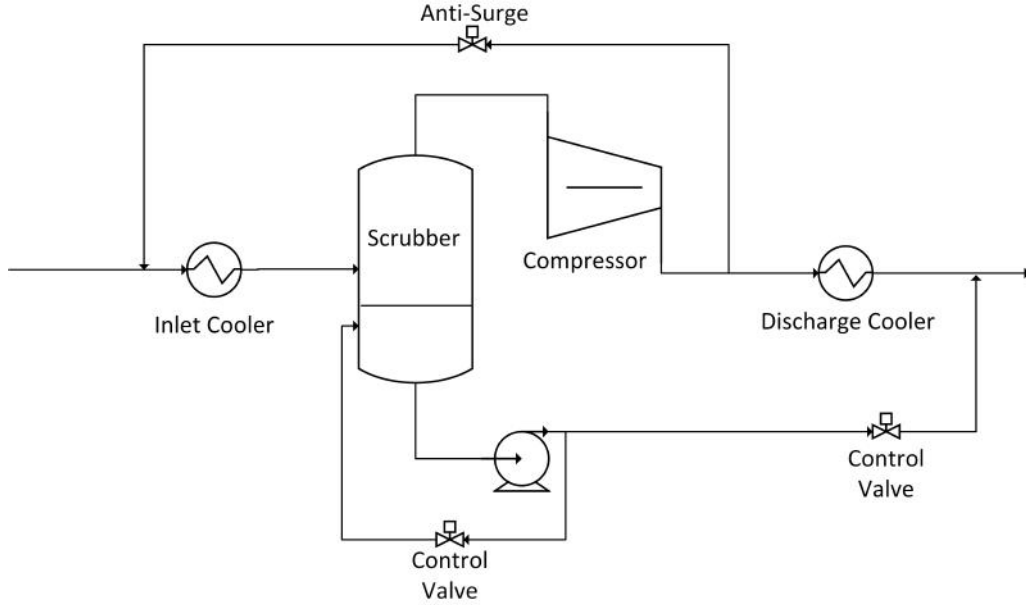 Anti-Surge
Scrubber
Compressor
Inlet Cooler
Discharge Cooler
Control
Valve
Control
Valve